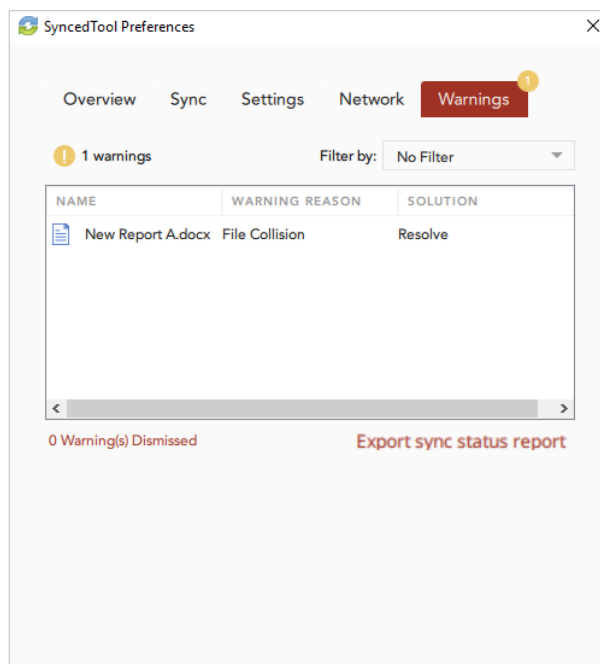 SyncedTool Preferences
1
Overview Sync Settings Network Warnings
! 1 warnings Filter by: No Filter
NAME WARNING REASON SOLUTION
New Report A.docx File Collision Resolve
0 Warning(s) Dismissed Export sync status report